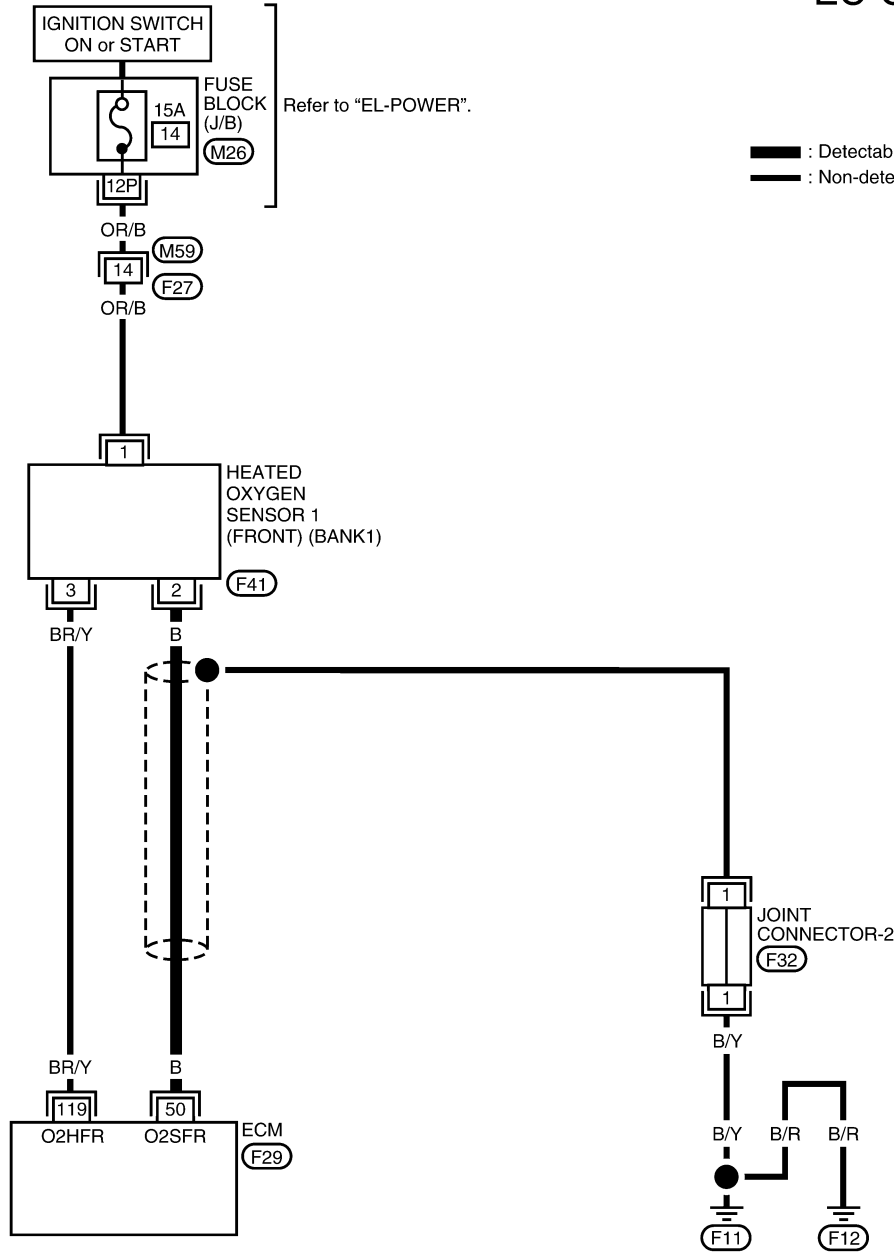 IGNITION SWITCH
ON or START
FUSE
BLOCK
(J/B)
15A
14
M26
Refer to “EL-POWER”.
: Detectab
: Non-dete
12P
OR/B
M59
14
F27
OR/B
1
HEATED
OXYGEN
SENSOR 1
(FRONT) (BANK1)
3
2
F41
BR/Y
B
1
JOINT
CONNECTOR-2
F32
1
B/Y
BR/Y
B
119
50
O2HFR
O2SFR
ECM
F29
B/Y
B/R
B/R
F11
F12